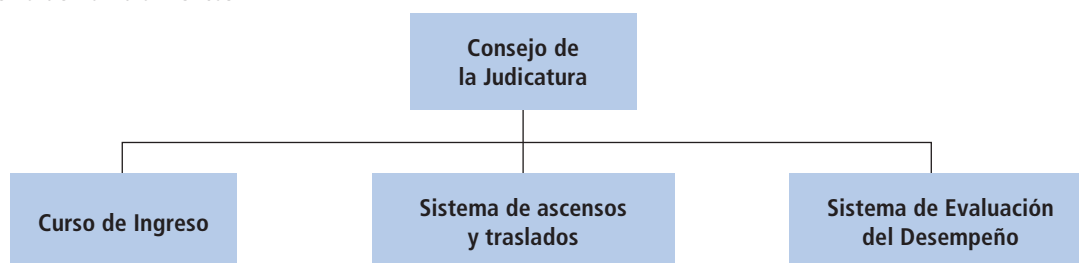 Consejo de
la Judicatura
Curso de Ingreso
Sistema de ascensos
y traslados
Sistema de Evaluación
del Desempeño